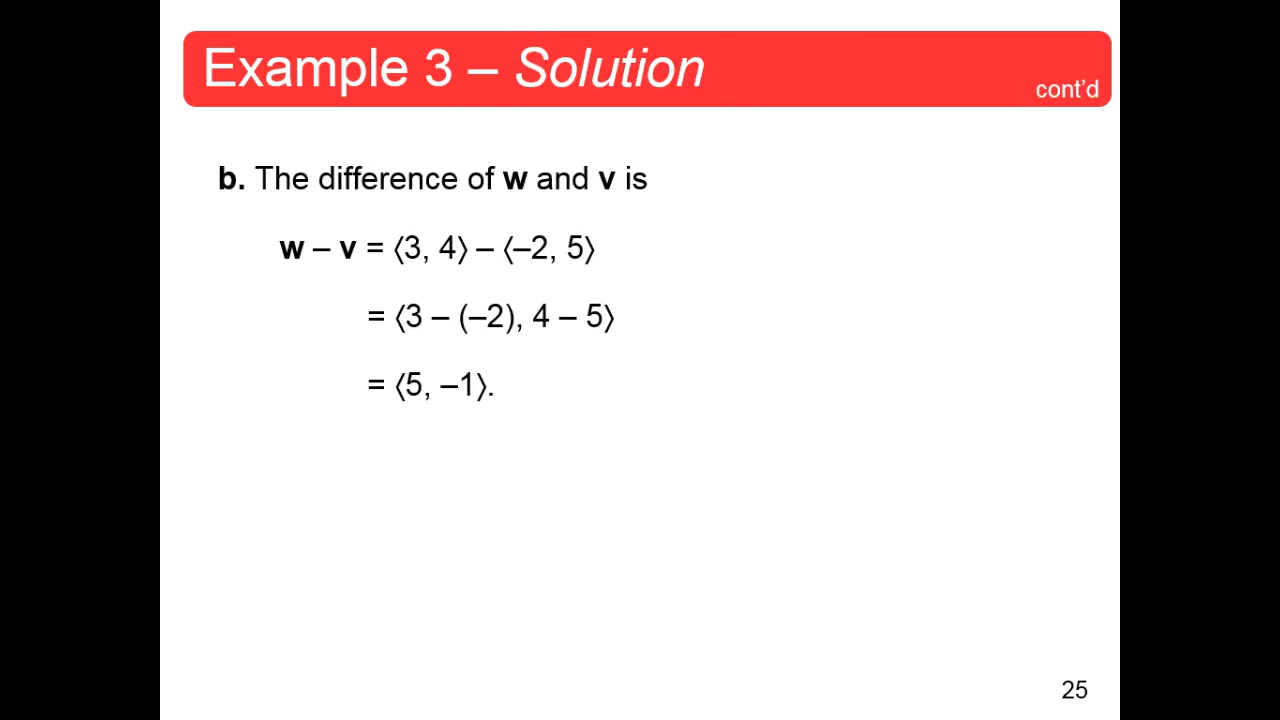 Example 3 – Solution
cont’d
b. The difference of w and v is
w – v = ⟨3, 4⟩ – ⟨–2, 5⟩
= ⟨3 – (–2), 4 – 5⟩
= ⟨5, –1⟩.
25